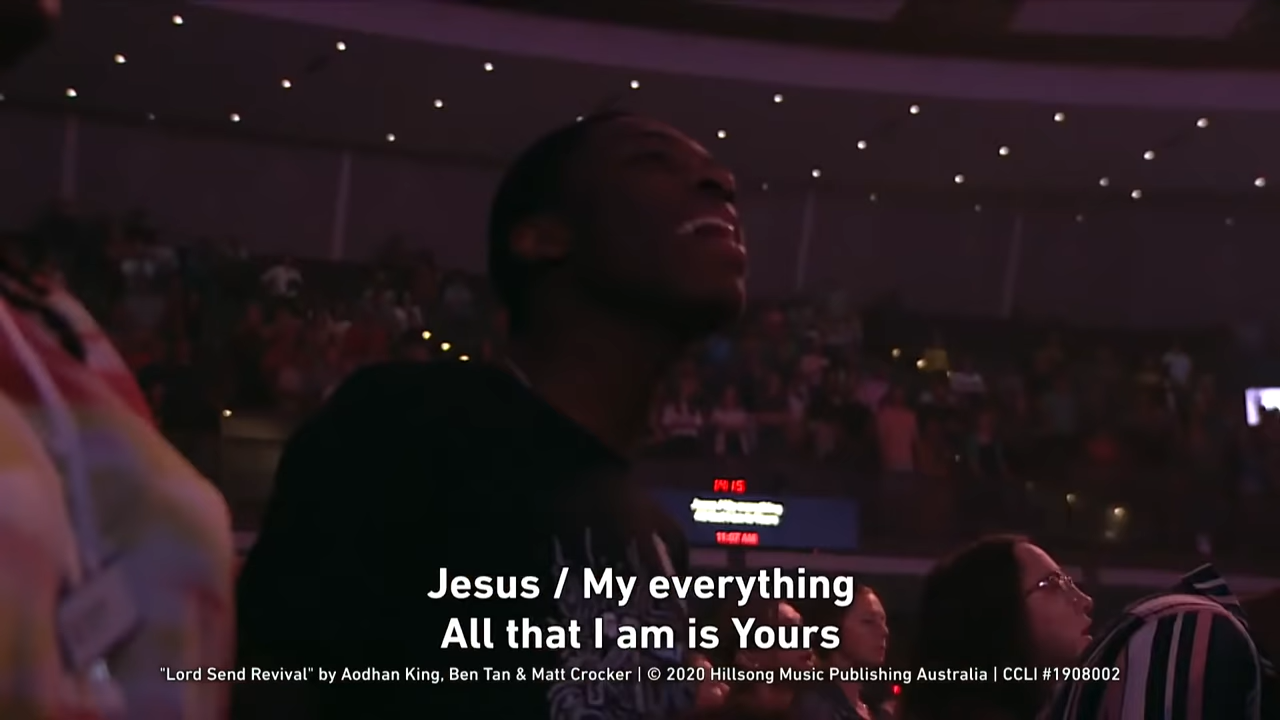 11:57 AM
Jesus / My everything
All that I am is Yours
"Lord Send Revival" by Aodhan King, Ben Tan & Matt Crocker | © 2020 Hillsong Music Publishing Australia | CCLI #1908002